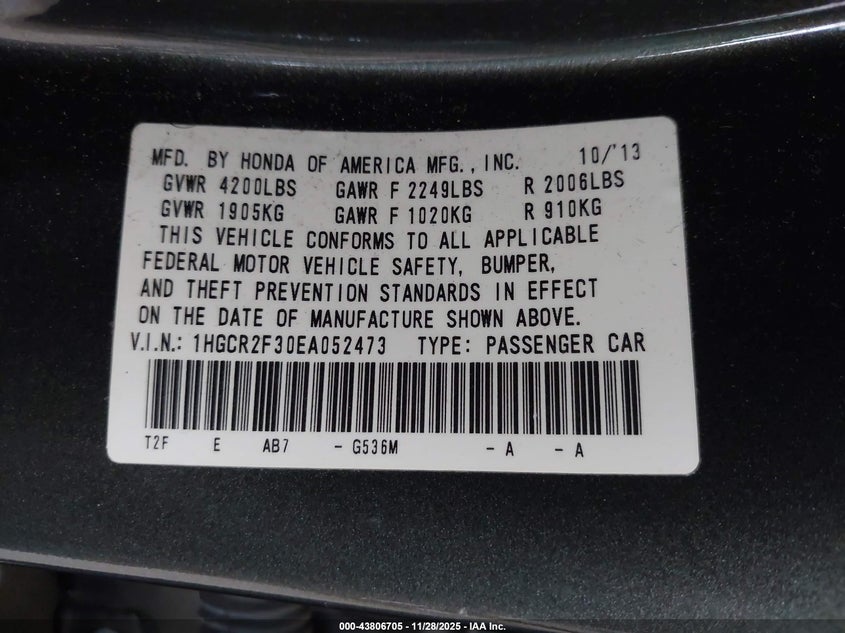 MFD. BY HONDA OF AMERICA MFG., INC. 10/'13
GVWR 4200LBS GAWR F 2249LBS R 2006LBS
GVWR 1905KG GAWR F 1020KG R 910KG
THIS VEHICLE CONFORMS TO ALL APPLICABLE
FEDERAL MOTOR VEHICLE SAFETY, BUMPER,
AND THEFT PREVENTION STANDARDS IN EFFECT
ON THE DATE OF MANUFACTURE SHOWN ABOVE.
V.I.N.: 1HGCR2F30EA052473 TYPE: PASSENGER CAR
T2F E AB7 - G536M - A - A
000-43806705 - 11/28/2025 - IAA Inc.